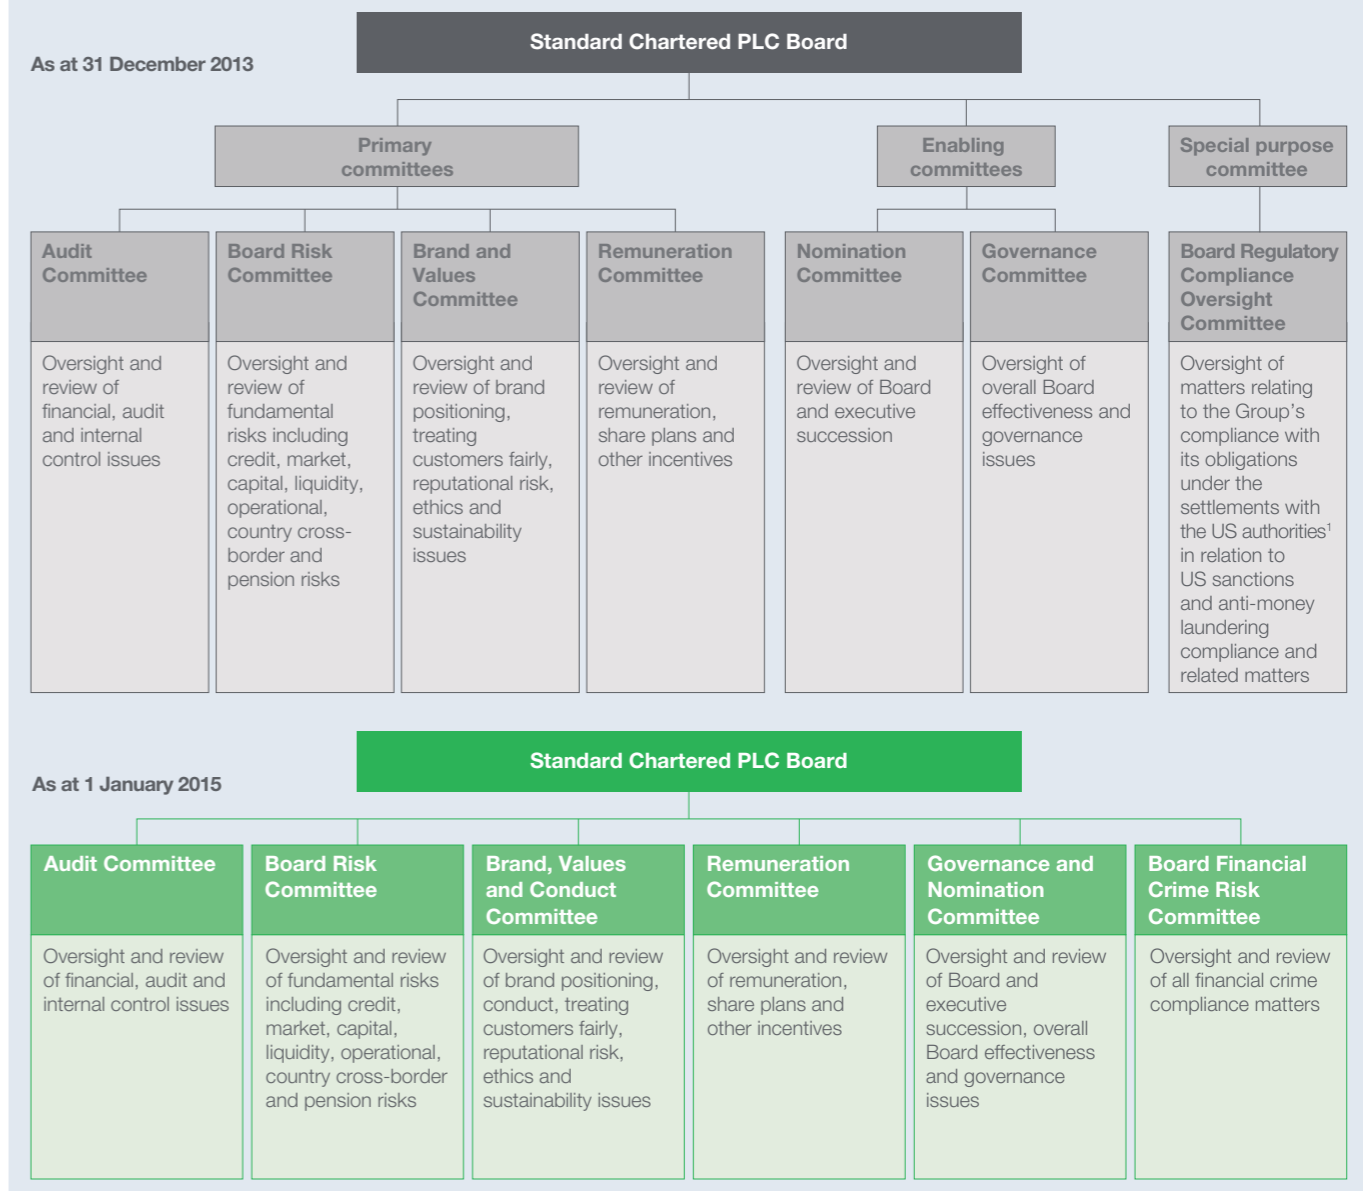 Standard Chartered PLC Board
As at 31 December 2013
Primary
committees
Enabling
committees
Special purpose
committee
Audit
Committee
Oversight and
review of
financial, audit
and internal
control issues
Board Risk
Committee
Oversight and
review of
fundamental
risks including
credit, market,
capital, liquidity,
operational,
country cross-
border and
pension risks
Brand and
Values
Committee
Oversight and
review of brand
positioning,
treating
customers fairly,
reputational risk,
ethics and
sustainability
issues
Remuneration
Committee
Oversight and
review of
remuneration,
share plans and
other incentives
Nomination
Committee
Oversight and
review of Board
and executive
succession
Governance
Committee
Oversight of
overall Board
effectiveness and
governance
issues
Board Regulatory
Compliance
Oversight
Committee
Oversight of
matters relating
to the Group’s
compliance with
its obligations
under the
settlements with
the US authorities¹
in relation to
US sanctions
and anti-money
laundering
compliance and
related matters
Standard Chartered PLC Board
As at 1 January 2015
Audit Committee
Oversight and review
of financial, audit and
internal control issues
Board Risk
Committee
Oversight and review
of fundamental risks
including credit,
market, capital,
liquidity, operational,
country cross-border
and pension risks
Brand, Values
and Conduct
Committee
Oversight and review
of brand positioning,
conduct, treating
customers fairly,
reputational risk,
ethics and
sustainability issues
Remuneration
Committee
Oversight and review
of remuneration,
share plans and
other incentives
Governance and
Nomination
Committee
Oversight and review
of Board and
executive
succession, overall
Board effectiveness
and governance
issues
Board Financial
Crime Risk
Committee
Oversight and review
of all financial crime
compliance matters